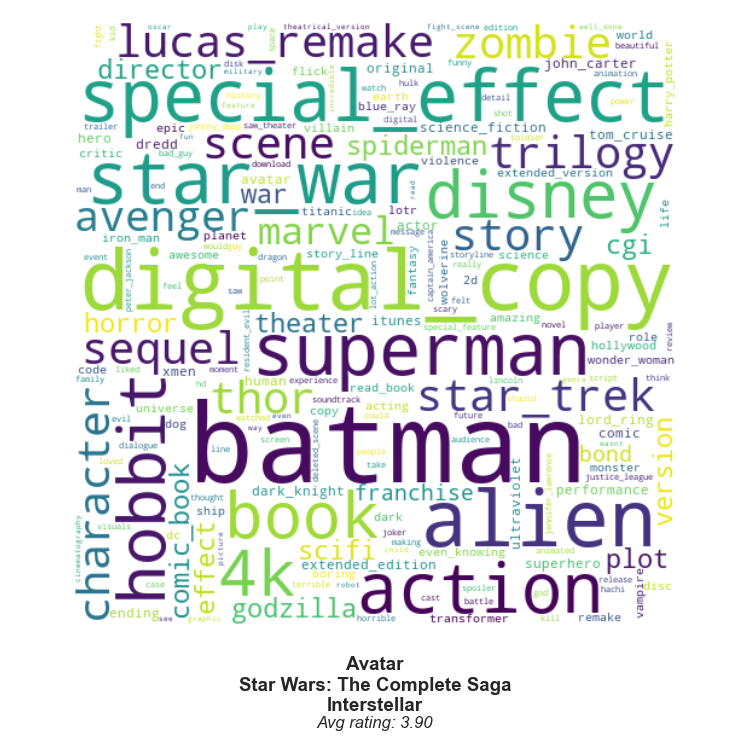 oscar play theatrical_version fight_scene edition well_done
fight kid lucas_remake space zombie world beautiful
director military disk flick original funny john_carter animation
special_effect
history feature incredible watch earth hulk detail power harry_potter
trailer epic johnny_depp saw_theater blue_ray digital shot
hero fun villain science_fiction soldier tom_cruise
critic dredd bad_guy scene spiderman violence trilogy
man end download read extended_version
star_war avatar disney
avenger war titanic idea lotr message life
iron_man planet marvel actor captain_america story
event would guy story_line fantasy wolverine storyline science cgi
peter_jackson awesome dragon lot_action really
feel saw point scary felt 2d
digital_copy
horror theater itunes special_feature amazing novel player role review
resident_evil hollywood
sequel superman wonder_woman
code xmen liked moment human experience read_book lincoln genre script think
family hd thor soundtrack acting star_trek stupid
universe copy watched even could future lord_ring
evil dog way batman bad comic wasnt
hobbit dialogue line screen deleted_scene people audience bond
character loved take monster justice_league version
comic_book thought dark_knight franchise ultraviolet jennifer_lawrence performance
cinematography visuals ship book dark alien
dc effect joker making animated
picture scifi child even_knowing superhero plot
case boring extended_edition
4k terrible robot spoiler action god release vampire disc
ending see graphic godzilla cast battle hachi
horrible transformer kill remake
Avatar
Star Wars: The Complete Saga
Interstellar
Avg rating: 3.90